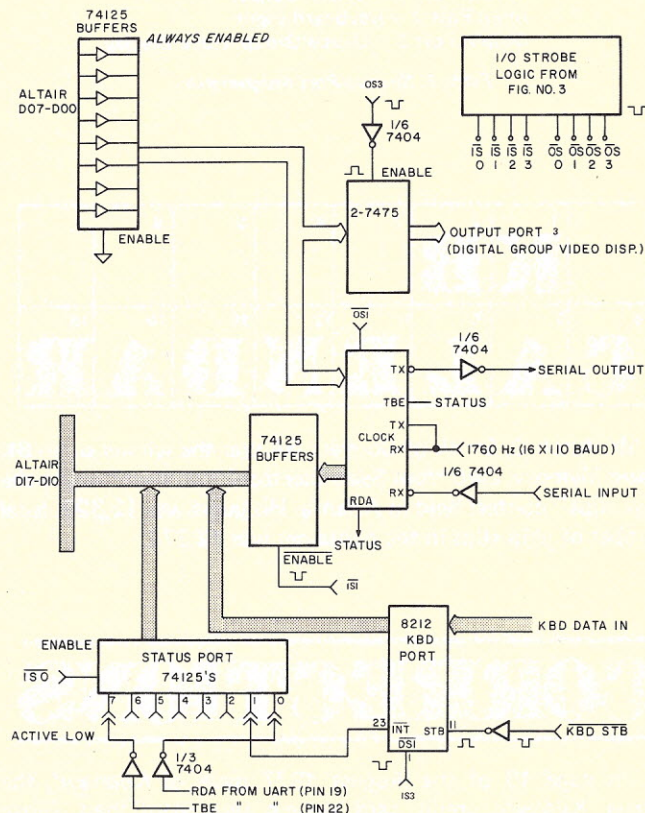 74125
BUFFERS
ALWAYS ENABLED
ALTAIR
D07-D00
ENABLE
I/O STROBE
LOGIC FROM
FIG. NO. 3
IS IS IS IS OS OS OS OS
0 1 2 3 0 1 2 3
OS3
1/6
7404
ENABLE
2-7475
OUTPUT PORT 3
(DIGITAL GROUP VIDEO DISP.)
OS1
1/6
7404
TX
SERIAL OUTPUT
TBE
STATUS
TX
CLOCK
RX
1760 Hz (16 X 110 BAUD)
1/6 7404
RX
SERIAL INPUT
RDA
STATUS
74125
BUFFERS
ALTAIR
D17-D10
ENABLE
IS1
8212
KBD
PORT
KBD DATA IN
ENABLE
STATUS PORT
74125'S
ISO
7 6 5 4 3 2 1 0
ACTIVE LOW
23
INT
STB
11
KBD STB
DS1
1
IS3
1/3
7404
RDA FROM UART (PIN 19)
TBE " " (PIN 22)